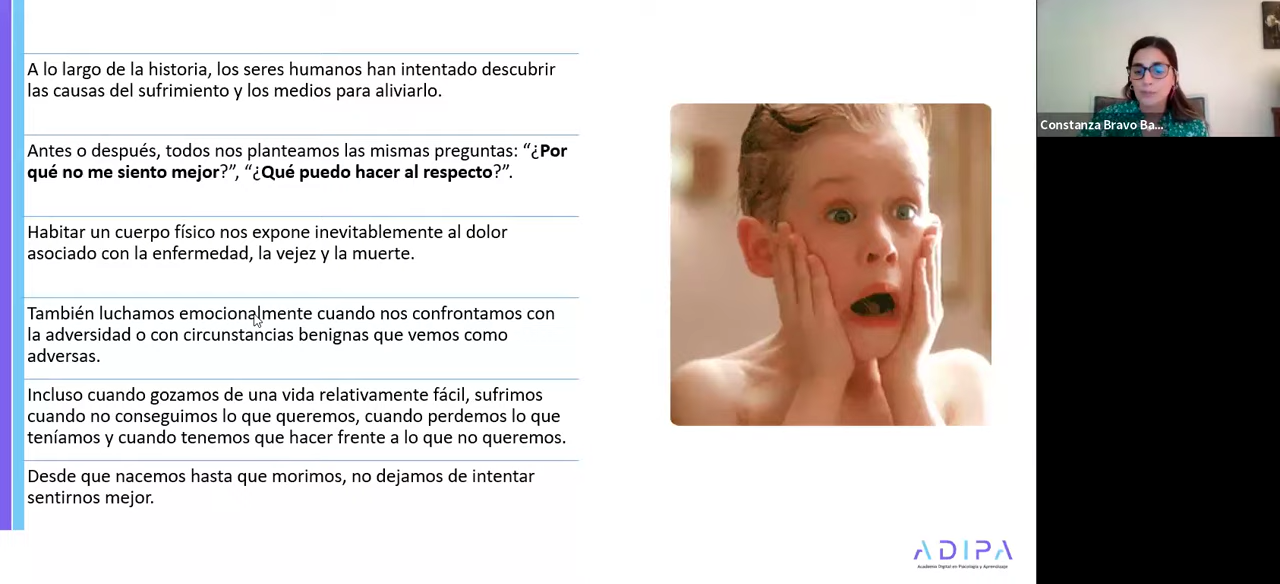 A lo largo de la historia, los seres humanos han intentado descubrir
las causas del sufrimiento y los medios para aliviarlo.
Antes o después, todos nos planteamos las mismas preguntas: “¿Por
qué no me siento mejor?”, “¿Qué puedo hacer al respecto?”.
Habitar un cuerpo físico nos expone inevitablemente al dolor
asociado con la enfermedad, la vejez y la muerte.
También luchamos emocionalmente cuando nos confrontamos con
la adversidad o con circunstancias benignas que vemos como
adversas.
Incluso cuando gozamos de una vida relativamente fácil, sufrimos
cuando no conseguimos lo que queremos, cuando perdemos lo que
teníamos y cuando tenemos que hacer frente a lo que no queremos.
Desde que nacemos hasta que morimos, no dejamos de intentar
sentirnos mejor.
Constanza Bravo Ba...
ADIPA
Academia Digital en Psicología y Aprendizaje